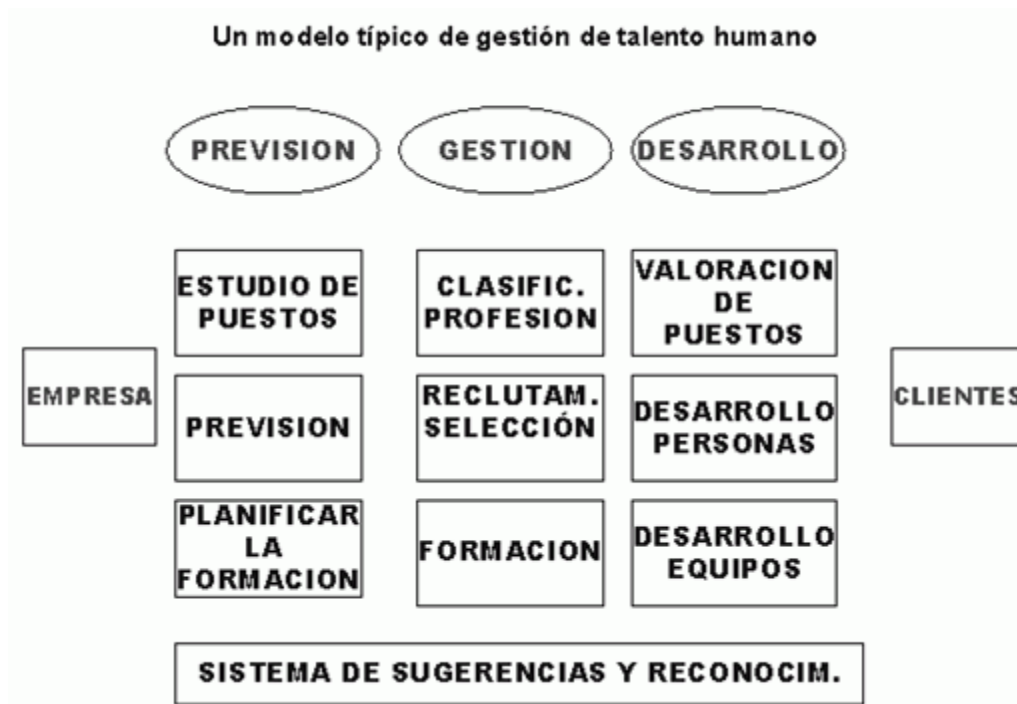 Un modelo típico de gestión de talento humano
PREVISION
GESTION
DESARROLLO
ESTUDIO DE
PUESTOS
CLASIFIC.
PROFESION
VALORACION
DE
PUESTOS
EMPRESA
PREVISION
RECLUTAM.
SELECCIÓN
DESARROLLO
PERSONAS
CLIENTES
PLANIFICAR
LA
FORMACION
FORMACION
DESARROLLO
EQUIPOS
SISTEMA DE SUGERENCIAS Y RECONOCIM.